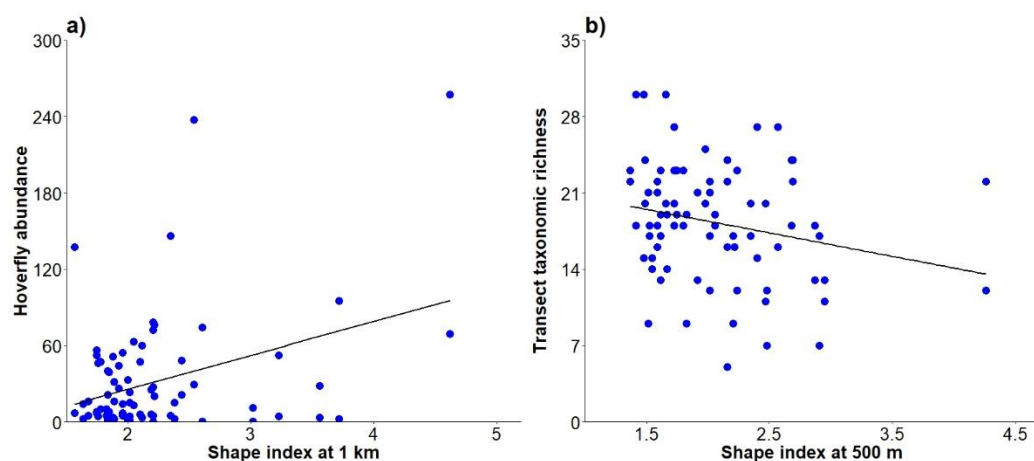 a)
300
240
180
120
60
0
Hoverfly abundance
2 3 4 5
Shape index at 1 km
b)
35
28
21
14
7
0
Transect taxonomic richness
1.5 2.5 3.5 4.5
Shape index at 500 m